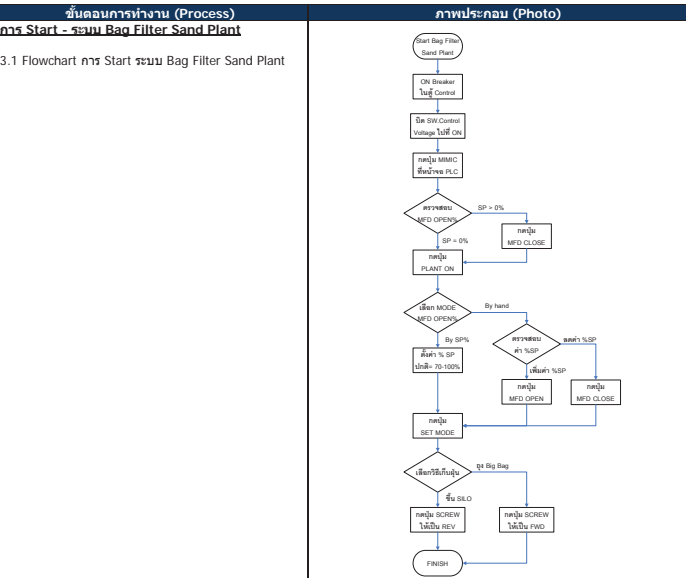 ขั้นตอนการทำงาน (Process)
ภาพประกอบ (Photo)
การ Start - ระบบ Bag Filter Sand Plant
3.1 Flowchart การ Start ระบบ Bag Filter Sand Plant
Start Bag Filter
Sand Plant
ON Breaker
ในตู้ Control
บิด SW.Control
Voltage ไปที่ ON
กดปุ่ม MIMIC
ที่หน้าจอ PLC
ตรวจสอบ
MFD OPEN%
SP > 0%
กดปุ่ม
MFD CLOSE
SP = 0%
กดปุ่ม
PLANT ON
เลือก MODE
MFD OPEN%
By hand
By SP%
ตรวจสอบ
ค่า %SP
ลดค่า %SP
เพิ่มค่า %SP
ตั้งค่า % SP
ปกติ= 70-100%
กดปุ่ม
MFD OPEN
กดปุ่ม
MFD CLOSE
กดปุ่ม
SET MODE
เลือกวิธีเก็บฝุ่น
ถุง Big Bag
ขึ้น SILO
กดปุ่ม SCREW
ให้เป็น REV
กดปุ่ม SCREW
ให้เป็น FWD
FINISH